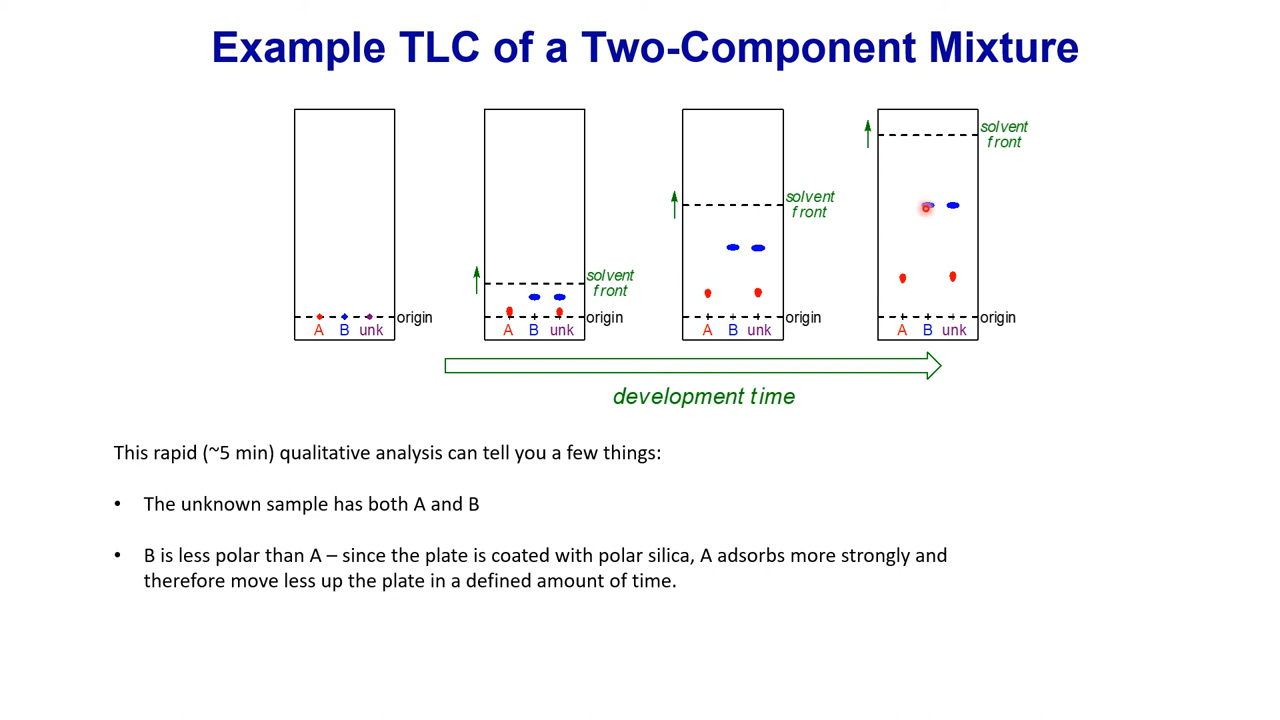 Example TLC of a Two-Component Mixture
A B unk origin
solvent
front
origin
A B unk
solvent
front
origin
A B unk
solvent
front
origin
A B unk
development time
This rapid (~5 min) qualitative analysis can tell you a few things:
• The unknown sample has both A and B
• B is less polar than A – since the plate is coated with polar silica, A adsorbs more strongly and
therefore move less up the plate in a defined amount of time.